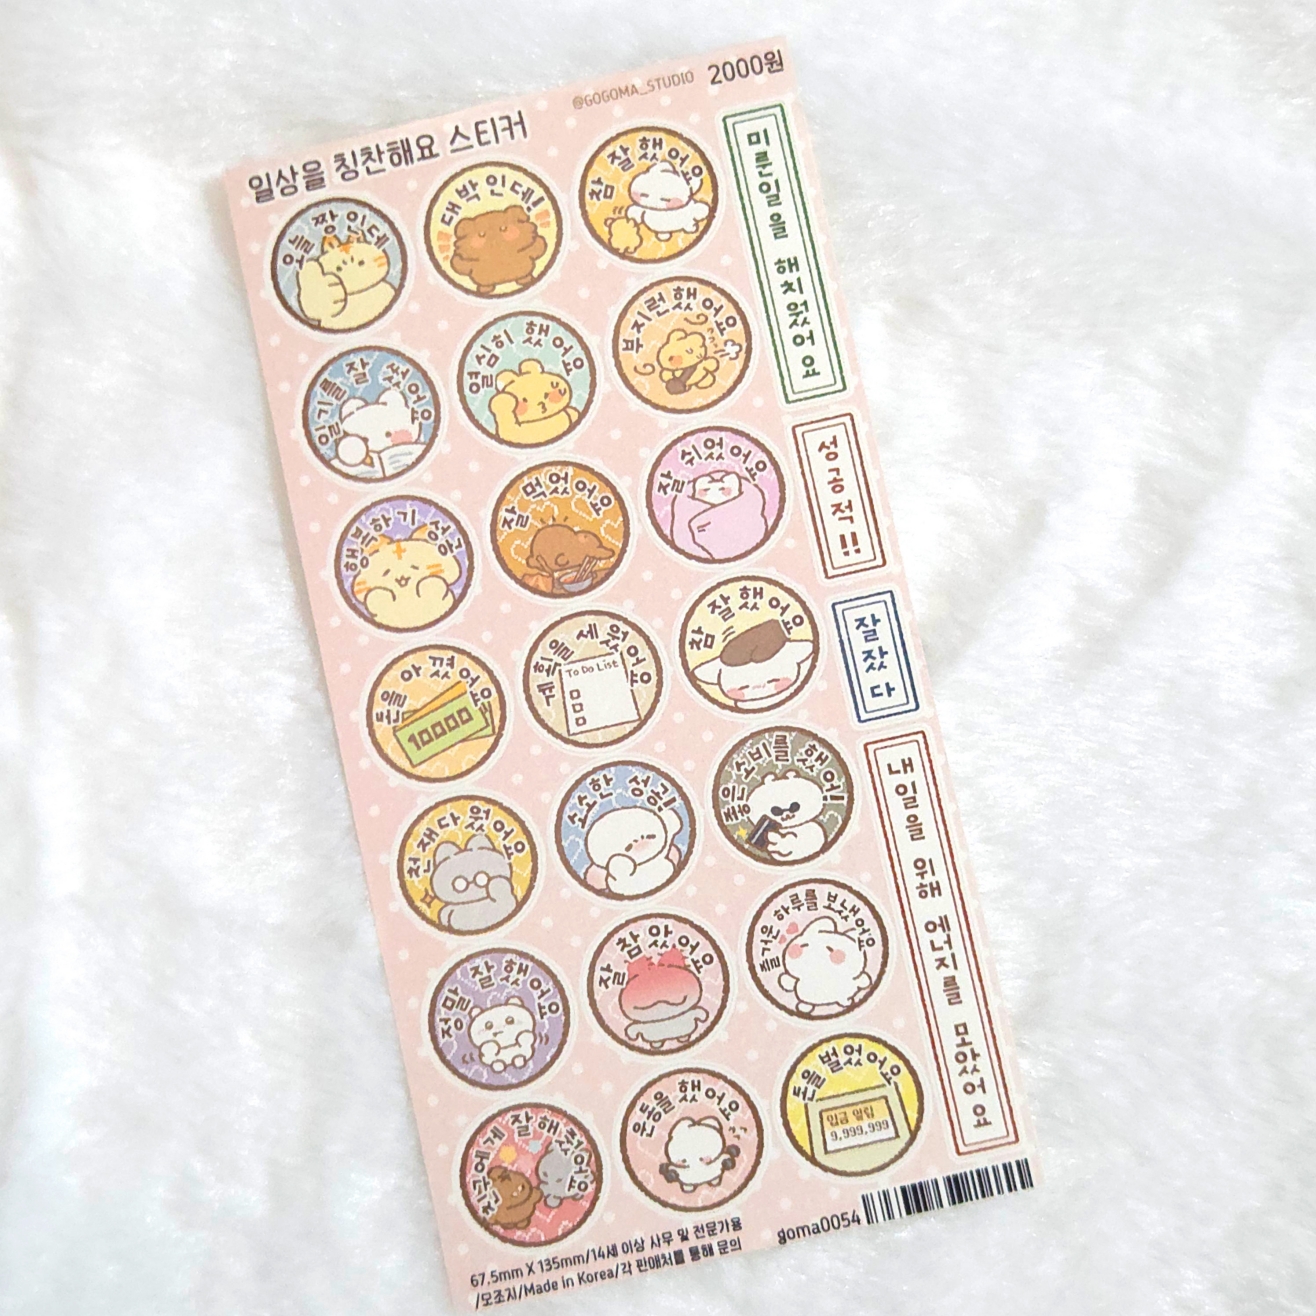 일상을 칭찬해요 스티커
@GOGOMA_STUDIO
2000원
오늘 짱인데
대박인데!
참 잘했어요
일기를 잘 썼어요
열심히 했어요
부지런했어요
행복하기 성공
잘 먹었어요
잘 쉬었어요
돈을 아꼈어요
10000
계획을 세웠어요
To Do List
참 잘했어요
천재다웠어요
소소한 성공!
좋은 소비를 했어!
정말 잘했어요
잘 참았어요
즐거운 하루를 보냈어요
친구에게 잘해줬어요
운동을 했어요
돈을 벌었어요
입금 알림
9,999,999
미룬일을 해치웠어요
성공적!!
잘잤다
내일을 위해 에너지를 모았어요
67.5mm X 135mm/14세 이상 사무 및 전문가용
/모조지/Made in Korea/각 판매처를 통해 문의
goma0054